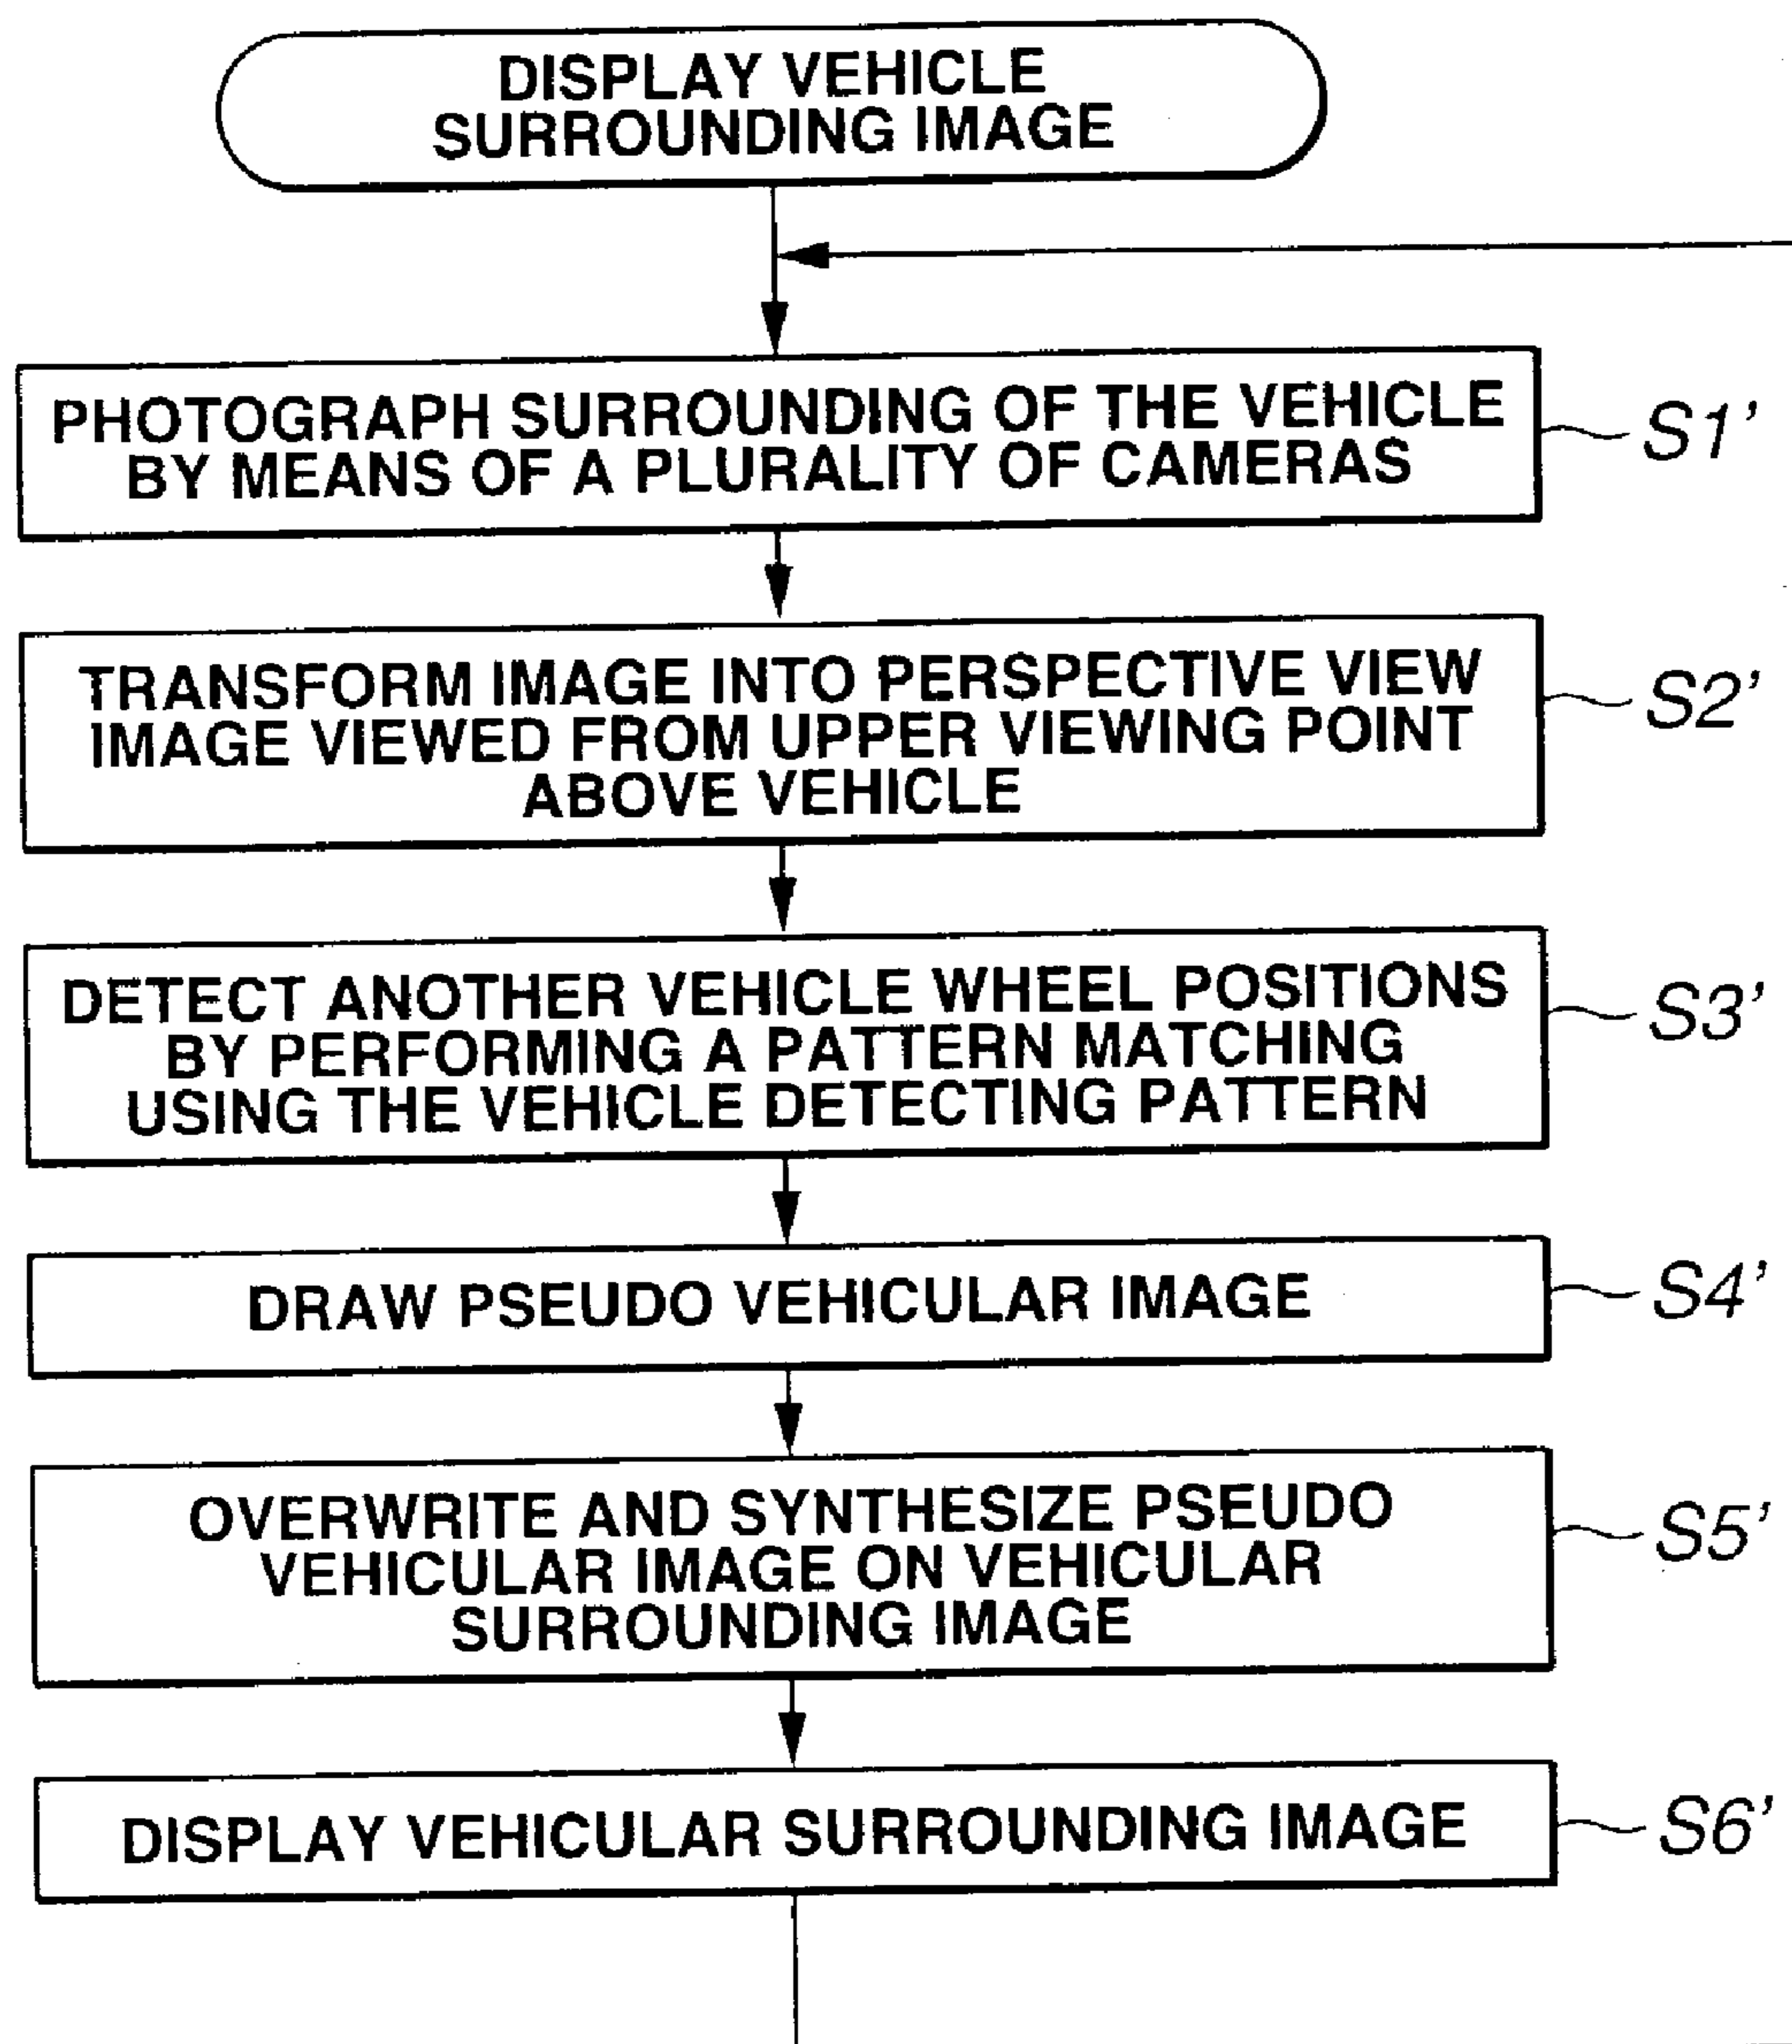 DISPLAY VEHICLE
SURROUNDING IMAGE
PHOTOGRAPH SURROUNDING OF THE VEHICLE
BY MEANS OF A PLURALITY OF CAMERAS
S1'
TRANSFORM IMAGE INTO PERSPECTIVE VIEW
IMAGE VIEWED FROM UPPER VIEWING POINT
ABOVE VEHICLE
S2'
DETECT ANOTHER VEHICLE WHEEL POSITIONS
BY PERFORMING A PATTERN MATCHING
USING THE VEHICLE DETECTING PATTERN
S3'
DRAW PSEUDO VEHICULAR IMAGE
S4'
OVERWRITE AND SYNTHESIZE PSEUDO
VEHICULAR IMAGE ON VEHICULAR
SURROUNDING IMAGE
S5'
DISPLAY VEHICULAR SURROUNDING IMAGE
S6'